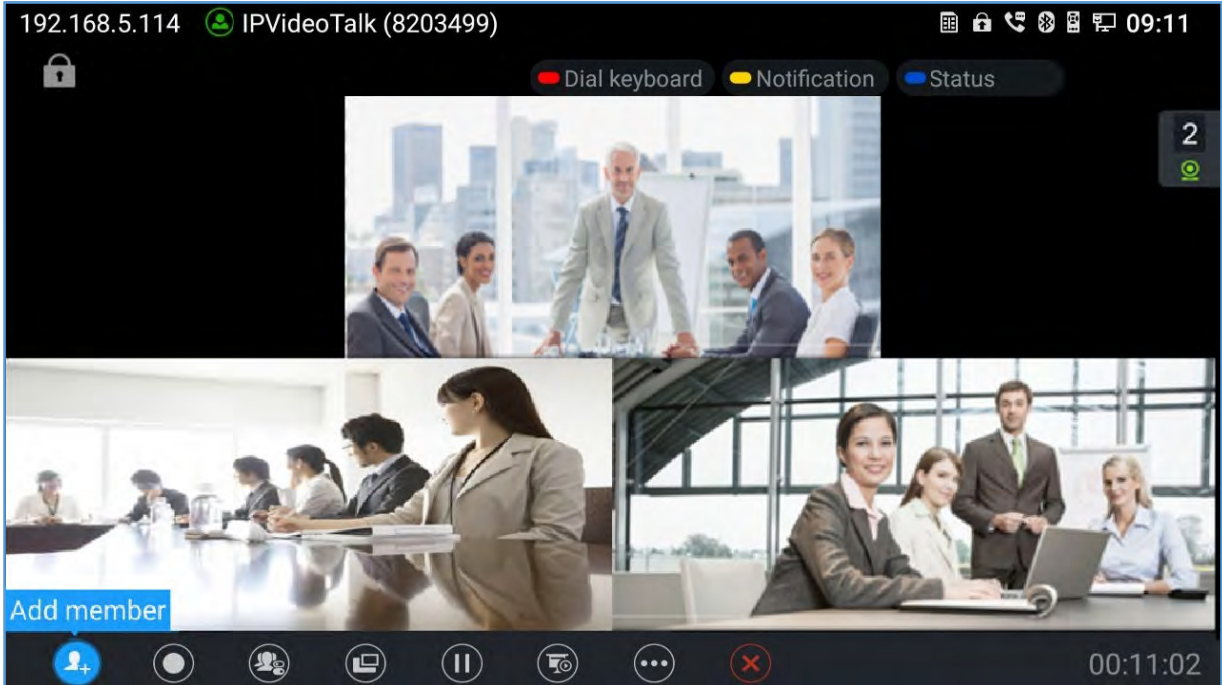 192.168.5.114 IPVideoTalk (8203499) 09:11
Dial keyboard Notification Status
2
Add member
00:11:02